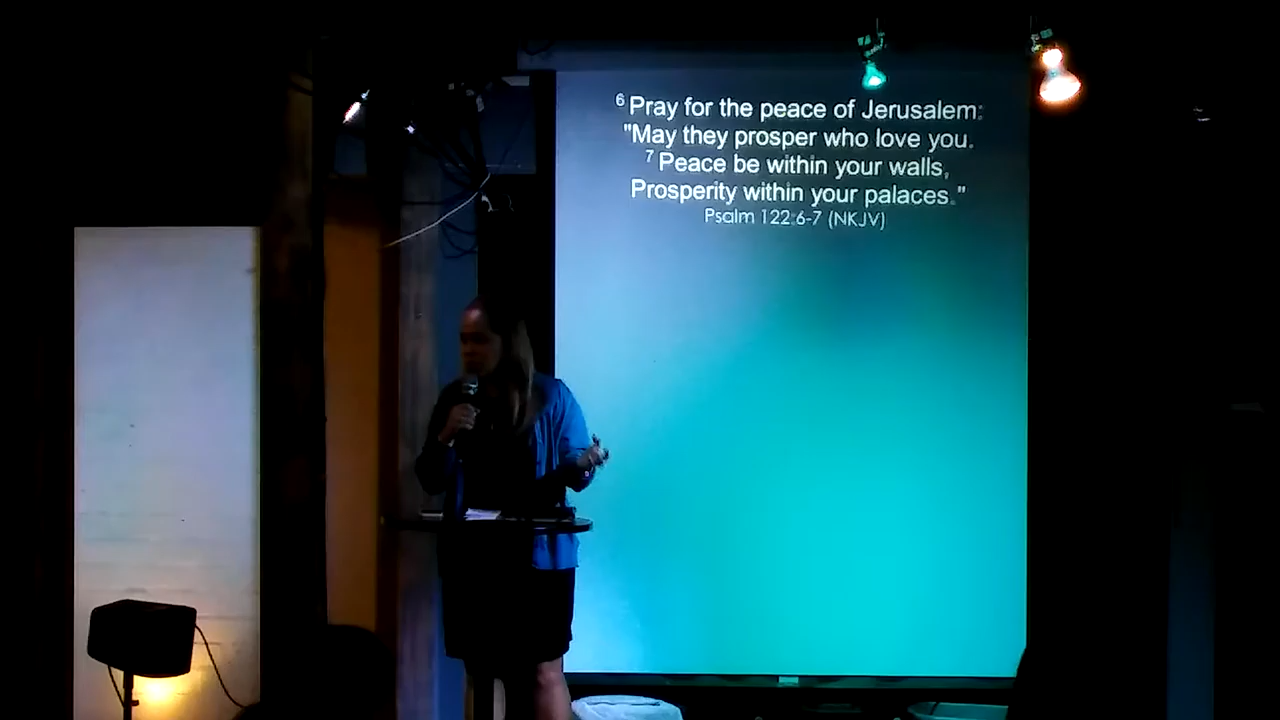 6 Pray for the peace of Jerusalem:
"May they prosper who love you.
7 Peace be within your walls,
Prosperity within your palaces."
Psalm 122:6-7 (NKJV)